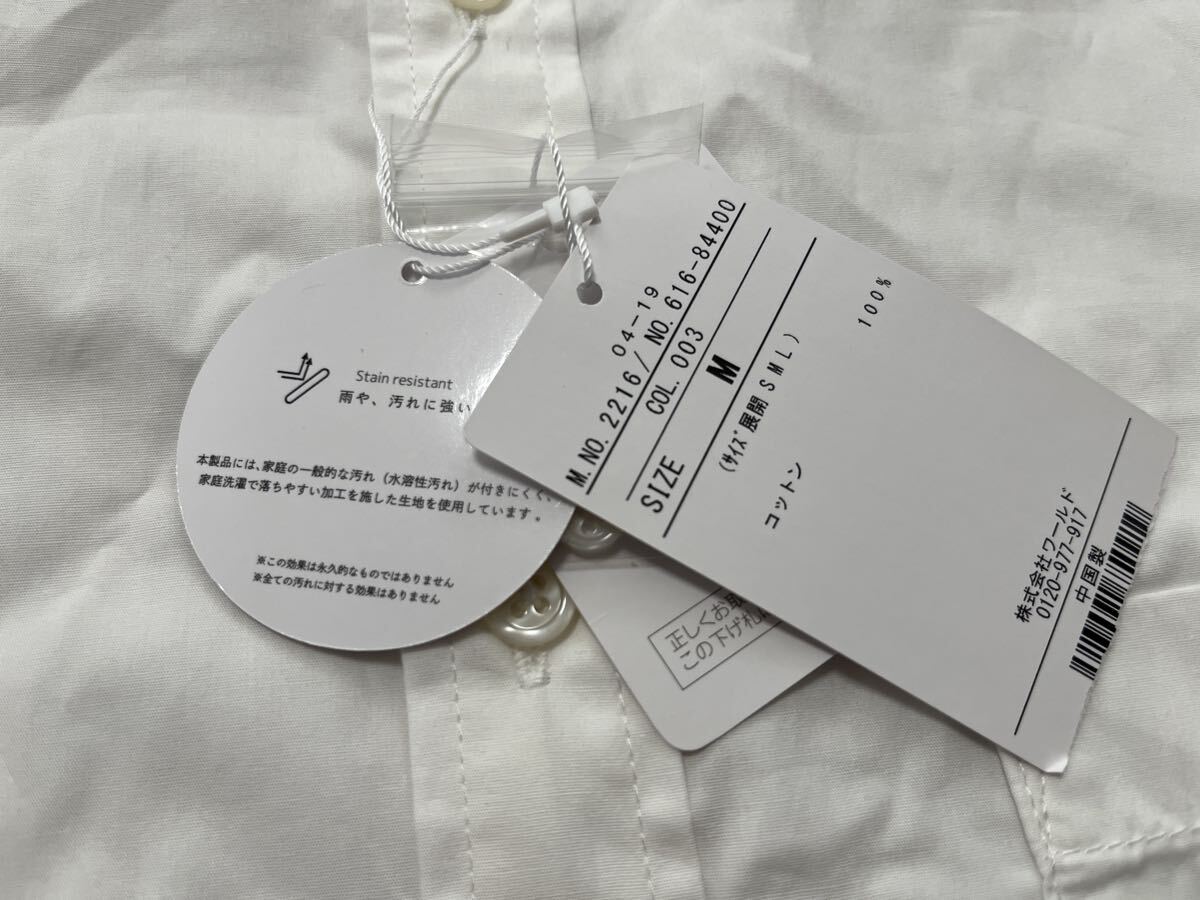 Stain resistant
雨や、汚れに強い
本製品には、家庭の一般的な汚れ（水溶性汚れ）が付きにくく、
家庭洗濯で落ちやすい加工を施した生地を使用しています。
※この効果は永久的なものではありません
※全ての汚れに対する効果はありません
04-19
M.NO. 2216/ NO. 616-84400
COL. 003
SIZE M
(ｻｲｽﾞ展開 S M L )
コットン 100%
株式会社ワールド
0120-977-917
中国製
正しくお取
この下げ札